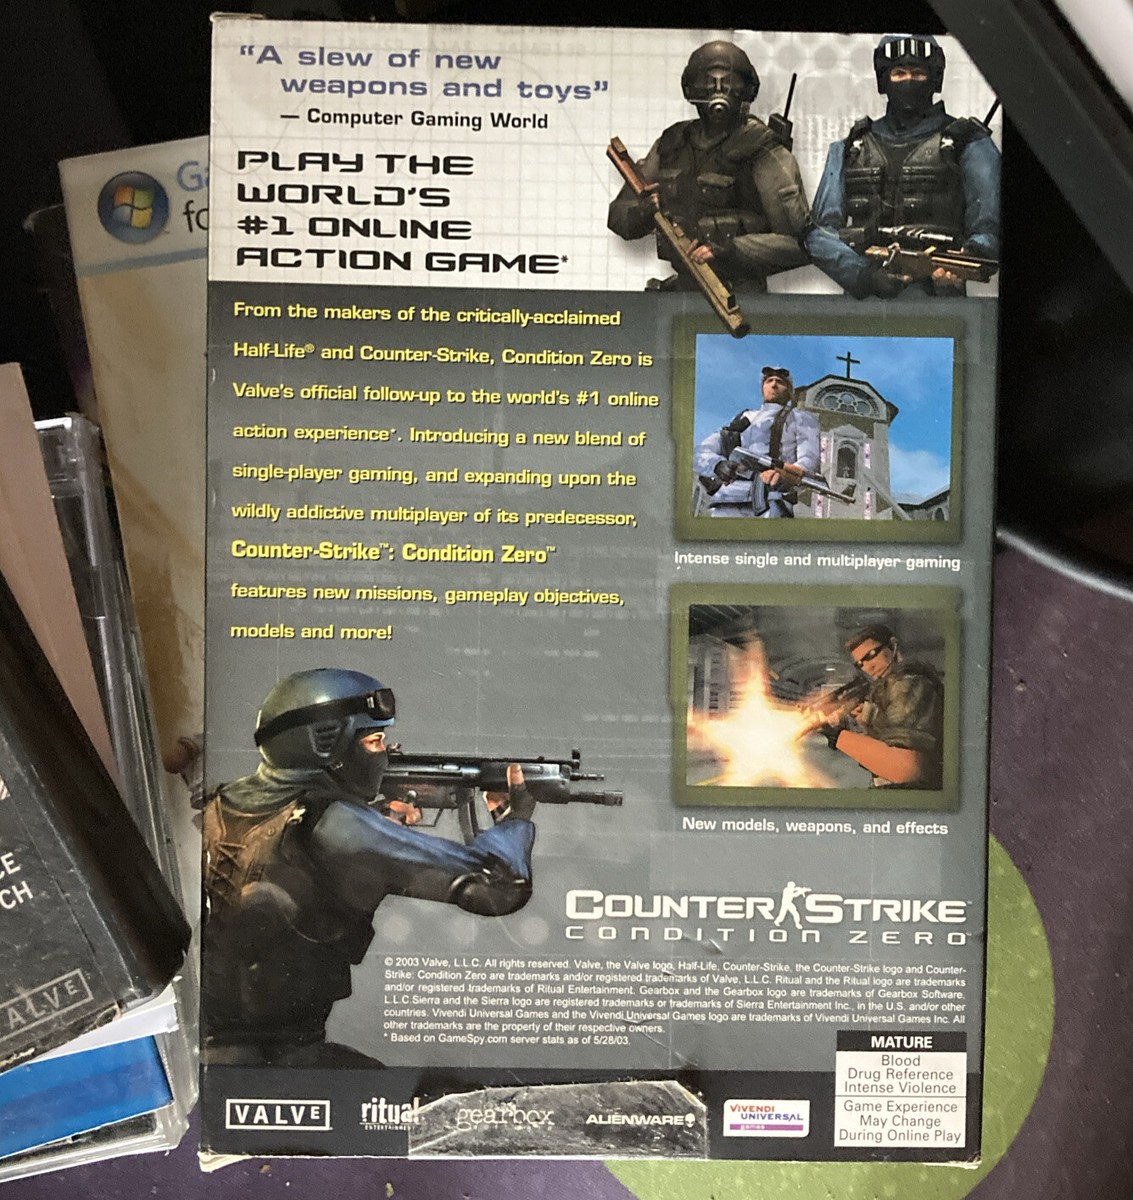 “A slew of new
weapons and toys”
— Computer Gaming World
PLAY THE
WORLD'S
#1 ONLINE
ACTION GAME*
From the makers of the critically-acclaimed
Half-Life® and Counter-Strike, Condition Zero is
Valve's official follow-up to the world's #1 online
action experience*. Introducing a new blend of
single-player gaming, and expanding upon the
wildly addictive multiplayer of its predecessor,
Counter-Strike™: Condition Zero™
features new missions, gameplay objectives,
models and more!
Intense single and multiplayer gaming
New models, weapons, and effects
COUNTER STRIKE™
CONDITION ZERO™
© 2003 Valve, L.L.C. All rights reserved. Valve, the Valve logo, Half-Life, Counter-Strike, the Counter-Strike logo and Counter-
Strike: Condition Zero are trademarks and/or registered trademarks of Valve, L.L.C. Ritual and the Ritual logo are trademarks
and/or registered trademarks of Ritual Entertainment. Gearbox and the Gearbox logo are trademarks of Gearbox Software,
L.L.C Sierra and the Sierra logo are registered trademarks or trademarks of Sierra Entertainment Inc., in the U.S. and/or other
countries. Vivendi Universal Games and the Vivendi Universal Games logo are trademarks of Vivendi Universal Games Inc. All
other trademarks are the property of their respective owners.
* Based on GameSpy.com server stats as of 5/28/03.
MATURE
Blood
Drug Reference
Intense Violence
Game Experience
May Change
During Online Play
VALVE
ritual
ENTERTAINMENT
gearbox
ALIENWARE
VIVENDI
UNIVERSAL
games
VALVE